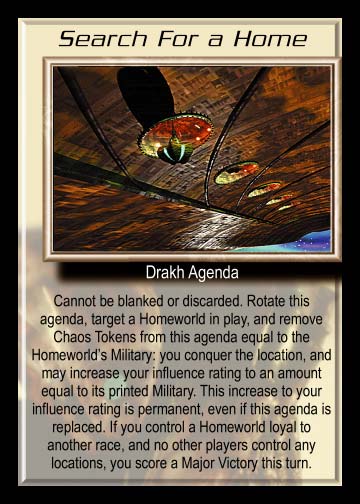 Search For a Home
Drakh Agenda
Cannot be blanked or discarded. Rotate this
agenda, target a Homeworld in play, and remove
Chaos Tokens from this agenda equal to the
Homeworld's Military: you conquer the location, and
may increase your influence rating to an amount
equal to its printed Military. This increase to your
influence rating is permanent, even if this agenda is
replaced. If you control a Homeworld loyal to
another race, and no other players control any
locations, you score a Major Victory this turn.